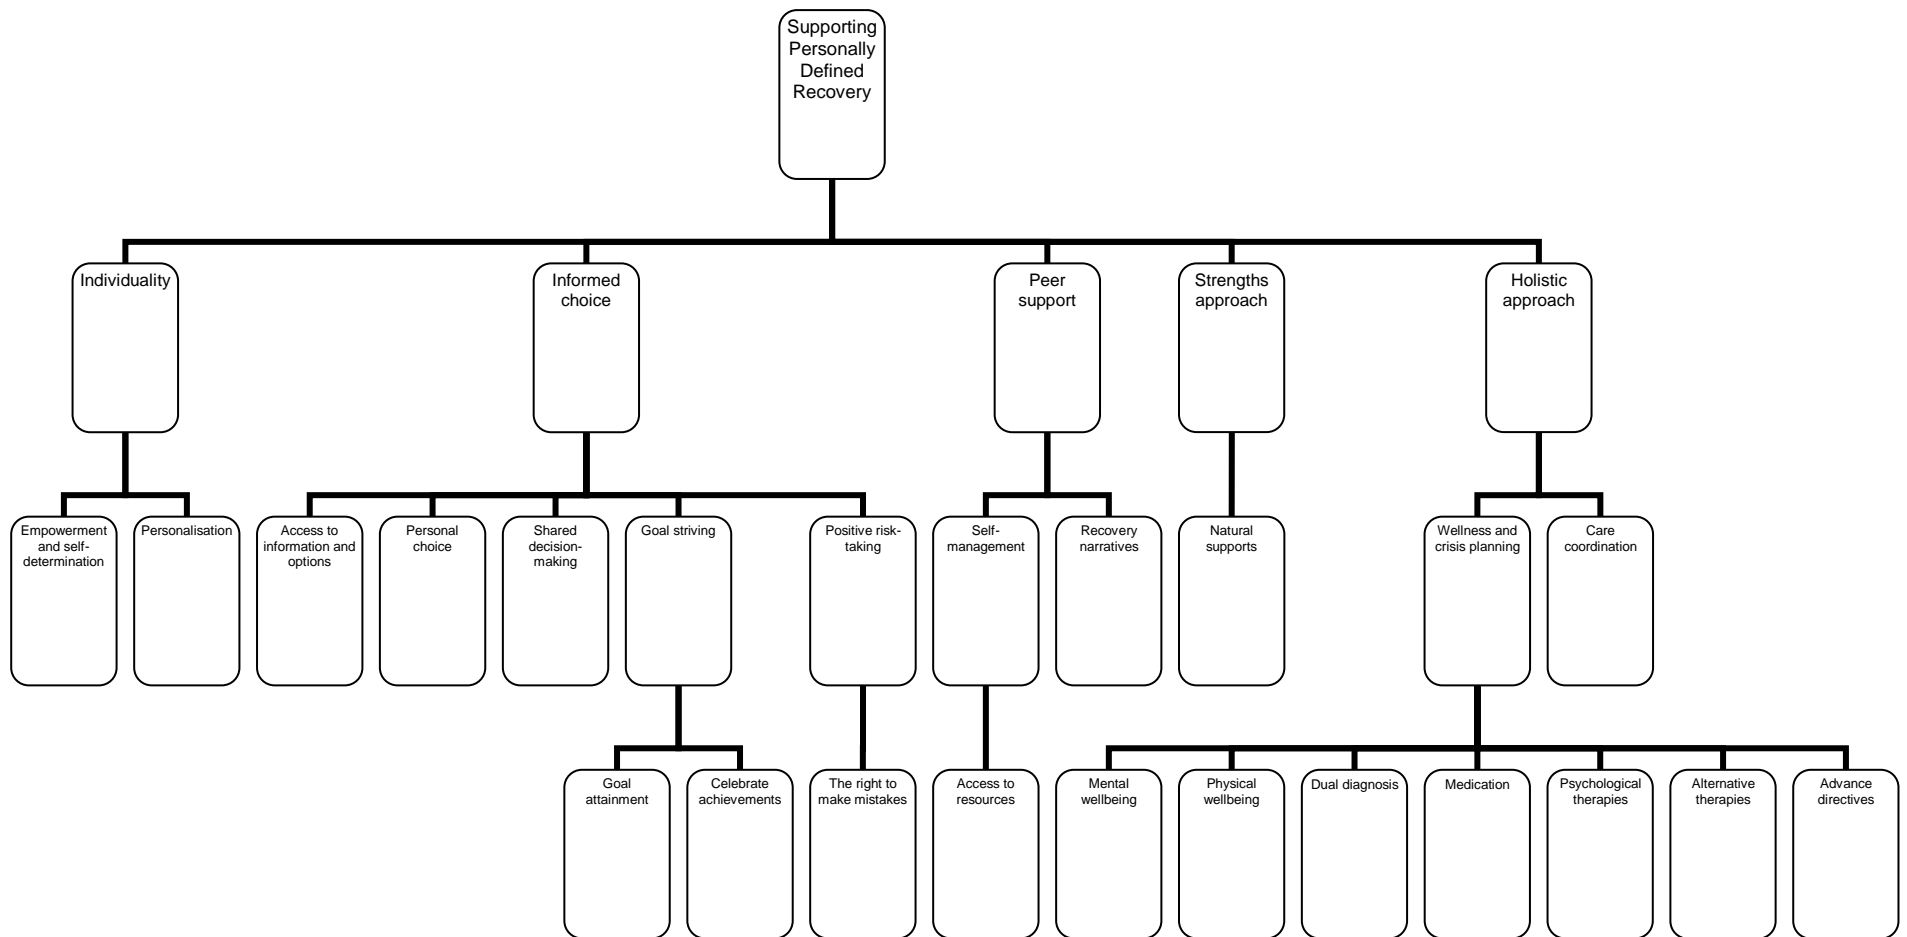 Supporting
Personally
Defined
Recovery
Individuality
Informed
choice
Peer
support
Strengths
approach
Holistic
approach
Empowerment
and self-
determination
Personalisation
Access to
information and
options
Personal
choice
Shared
decision-
making
Goal striving
Positive risk-
taking
Self-
management
Recovery
narratives
Natural
supports
Wellness and
crisis planning
Care
coordination
Goal
attainment
Celebrate
achievements
The right to
make mistakes
Access to
resources
Mental
wellbeing
Physical
wellbeing
Dual diagnosis
Medication
Psychological
therapies
Alternative
therapies
Advance
directives